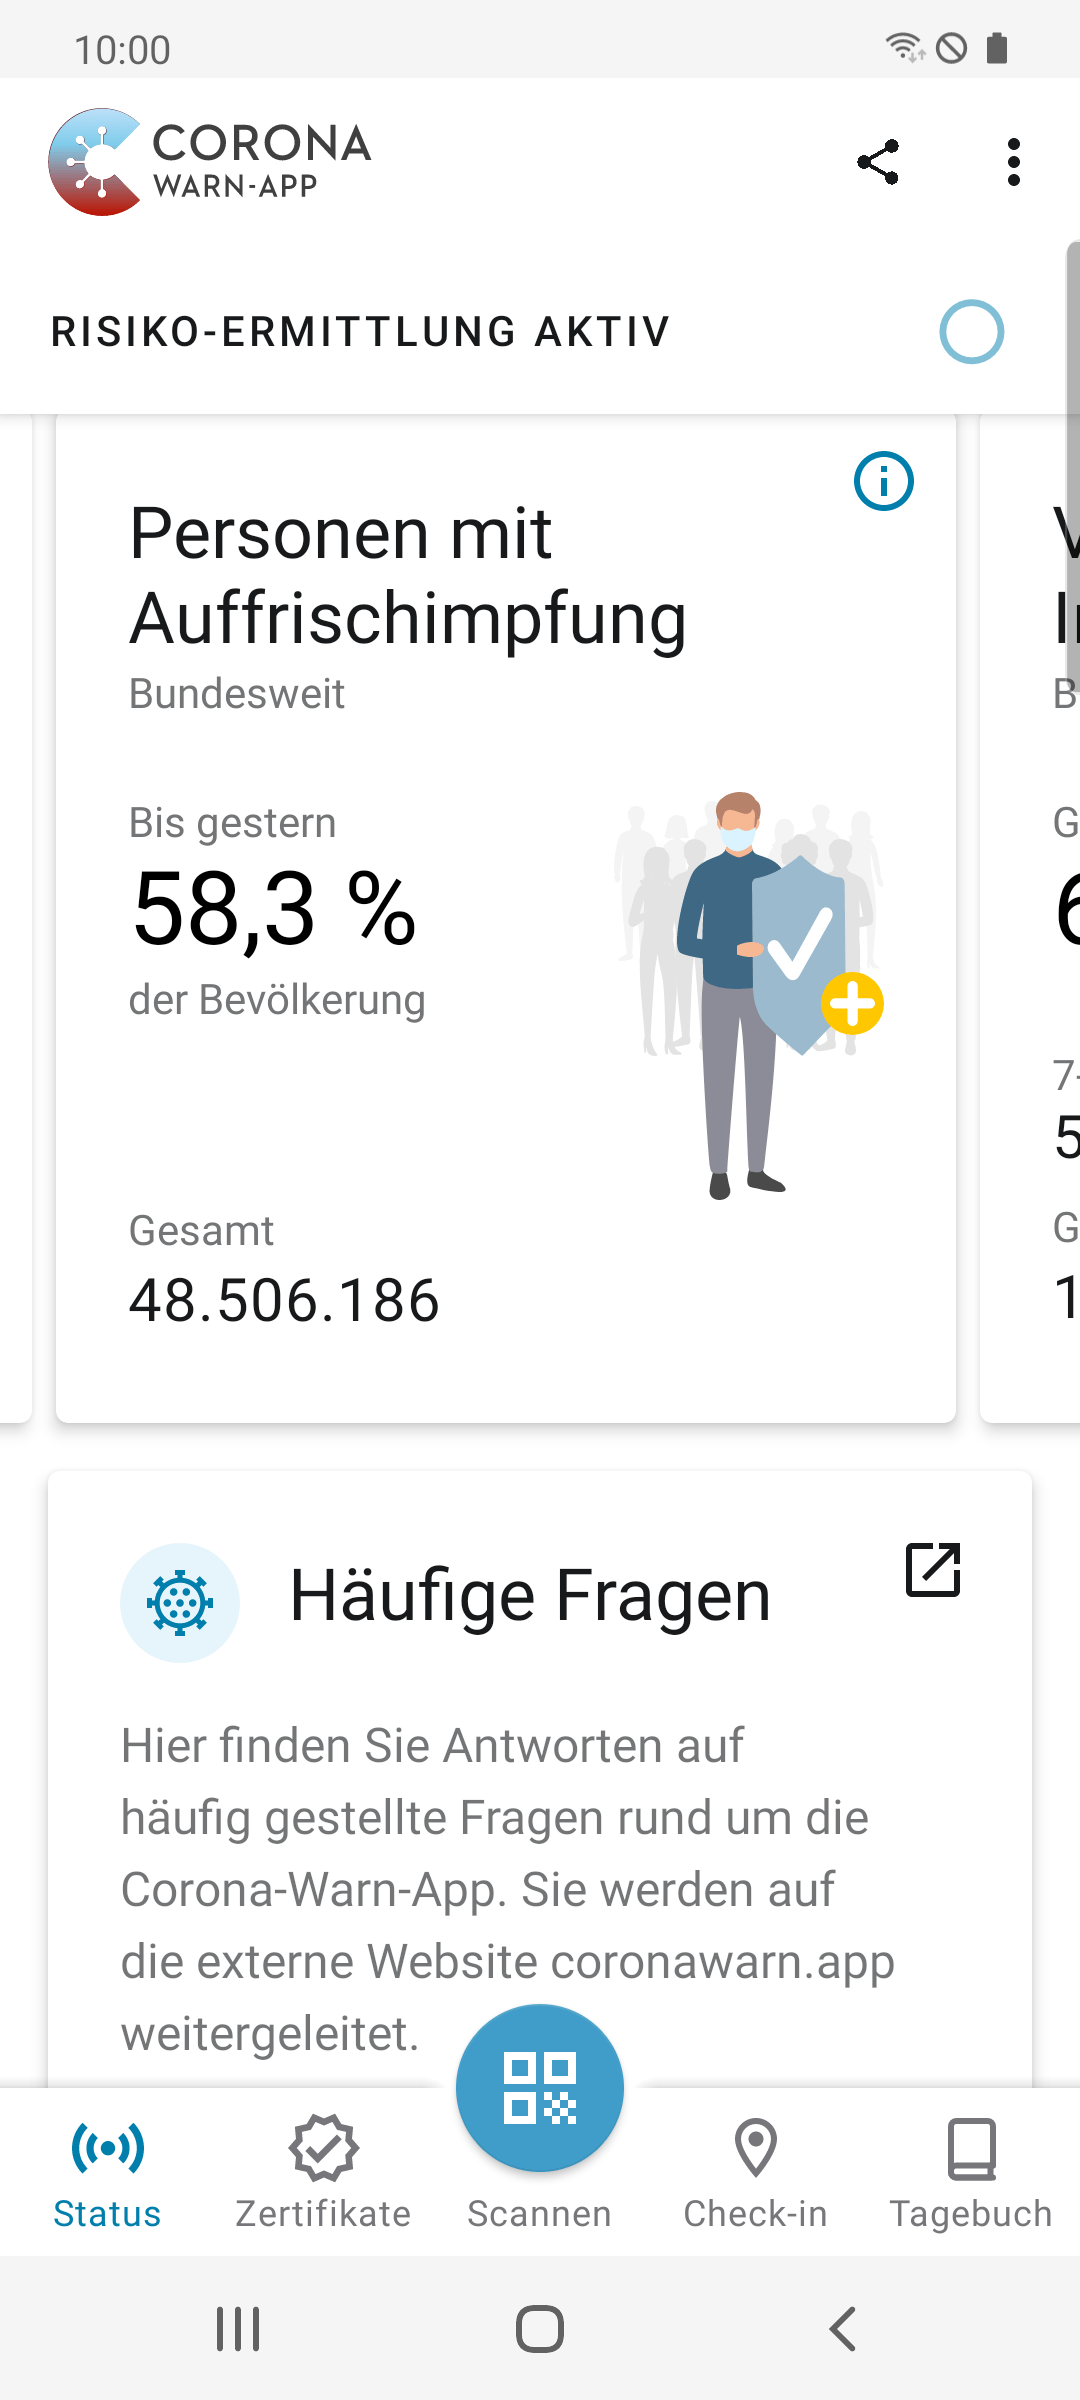 10:00
CORONA
WARN-APP
RISIKO-ERMITTLUNG AKTIV
Personen mit
Auffrischimpfung
Bundesweit
Bis gestern
58,3 %
der Bevölkerung
Gesamt
48.506.186
Häufige Fragen
Hier finden Sie Antworten auf
häufig gestellte Fragen rund um die
Corona-Warn-App. Sie werden auf
die externe Website coronawarn.app
weitergeleitet.
Status
Zertifikate
Scannen
Check-in
Tagebuch